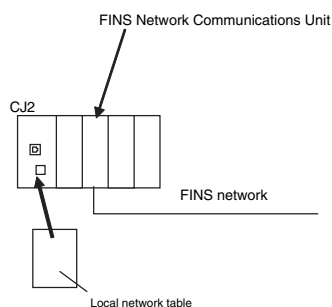 FINS Network Communications Unit
CJ2
FINS network
Local network table